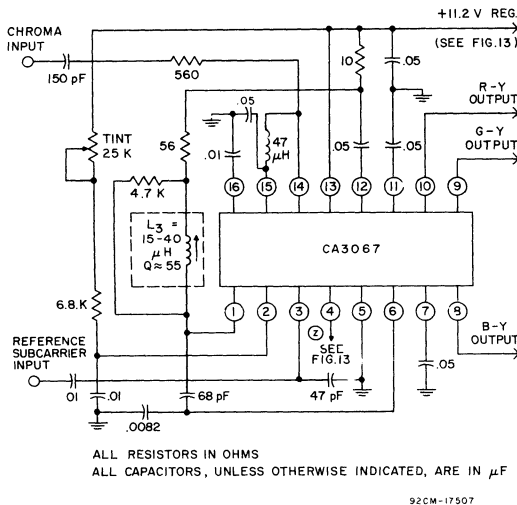 +11.2 V REG.
(SEE FIG.13)
CHROMA
INPUT
150 pF
560
10
.05
R-Y
OUTPUT
G-Y
OUTPUT
TINT
25 K
56
.05
.01
47
μH
.05
.05
4.7 K
16
15
14
13
12
11
10
9
L3 =
15-40
μH
Q≈55
CA3067
6.8 K
1
2
3
4
5
6
7
8
Z
SEE
FIG.13
B-Y
OUTPUT
REFERENCE
SUBCARRIER
INPUT
.01
.01
68 pF
47 pF
.05
.0082
ALL RESISTORS IN OHMS
ALL CAPACITORS, UNLESS OTHERWISE INDICATED, ARE IN μF
92CM-17507